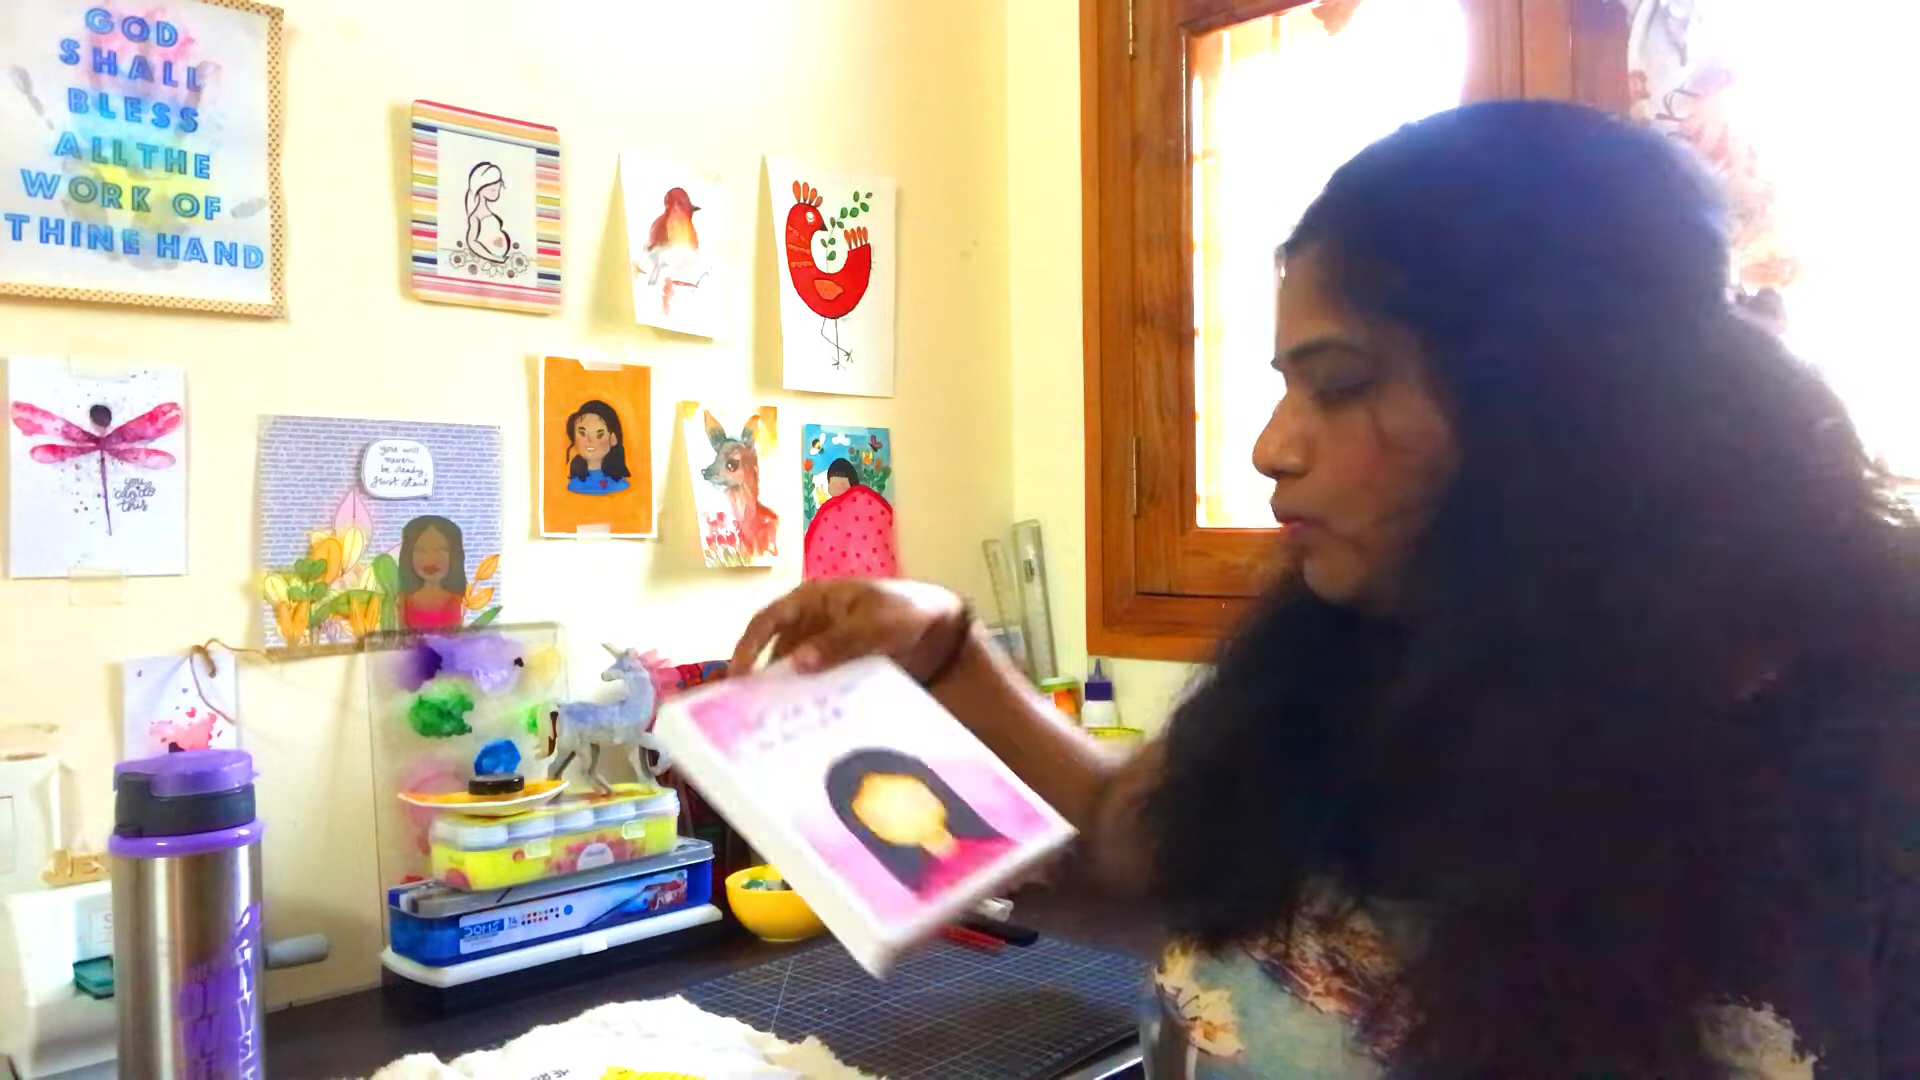 GOD
SHALL
BLESS
ALL THE
WORK OF
THINE HAND
you
can do
this
you will
never
be ready,
just start
DOMS 14